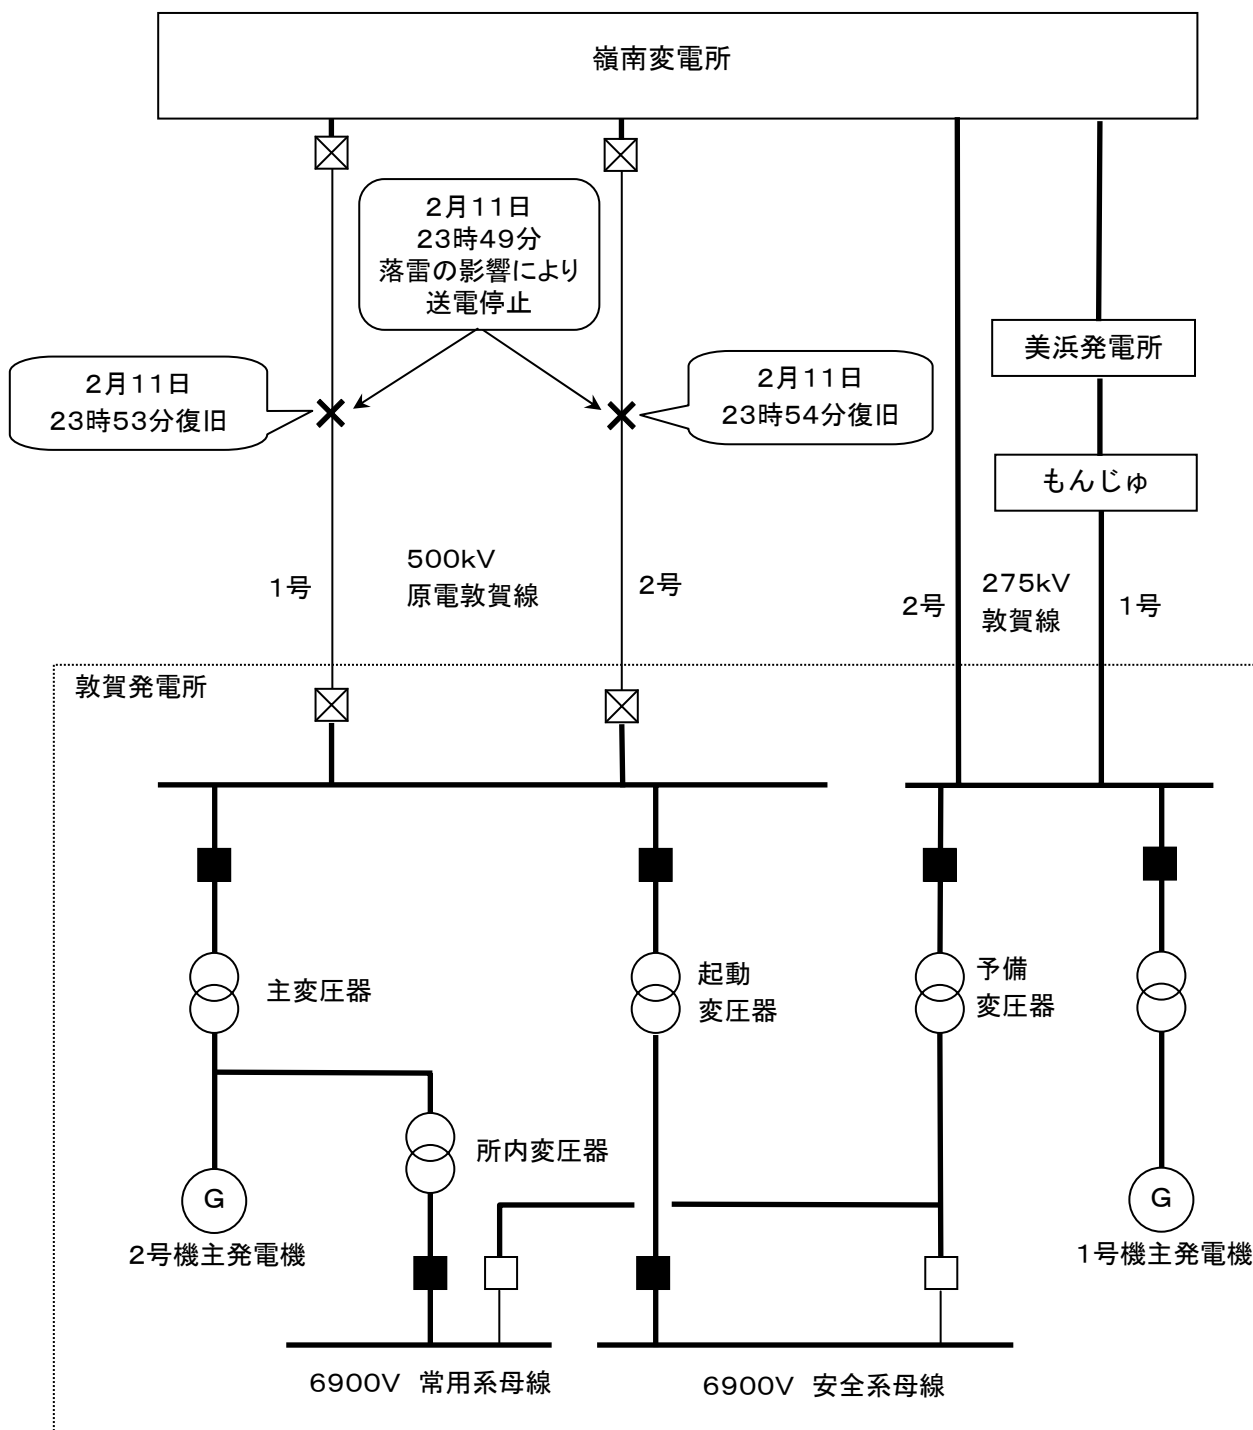 嶺南変電所
2月11日
23時49分
落雷の影響により
送電停止
2月11日
23時53分復旧
2月11日
23時54分復旧
美浜発電所
もんじゅ
1号
500kV
原電敦賀線
2号
2号
275kV
敦賀線
1号
敦賀発電所
主変圧器
起動
変圧器
予備
変圧器
所内変圧器
G
2号機主発電機
G
1号機主発電機
6900V 常用系母線
6900V 安全系母線